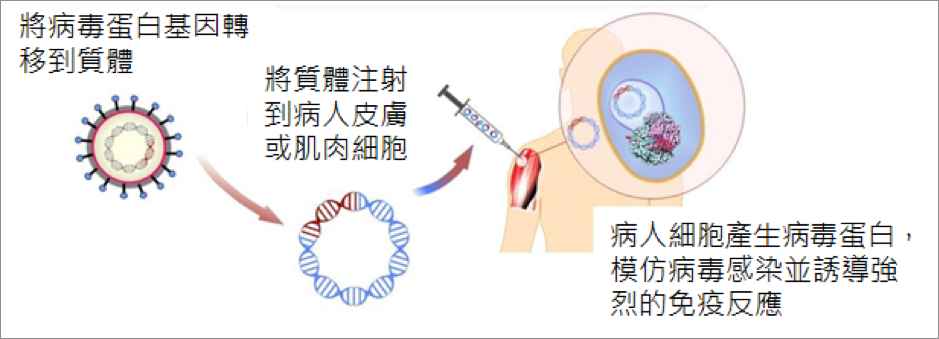 將病毒蛋白基因轉
移到質體
將質體注射
到病人皮膚
或肌肉細胞
病人細胞產生病毒蛋白，
模仿病毒感染並誘導強
烈的免疫反應